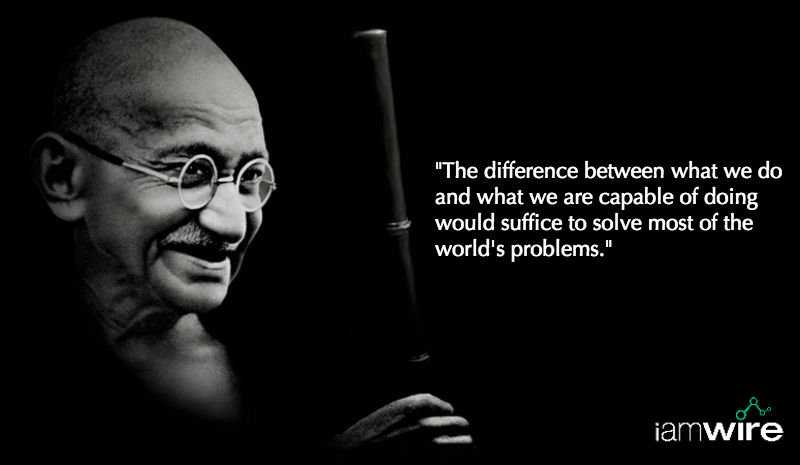 "The difference between what we do
and what we are capable of doing
would suffice to solve most of the
world's problems."
iamwire